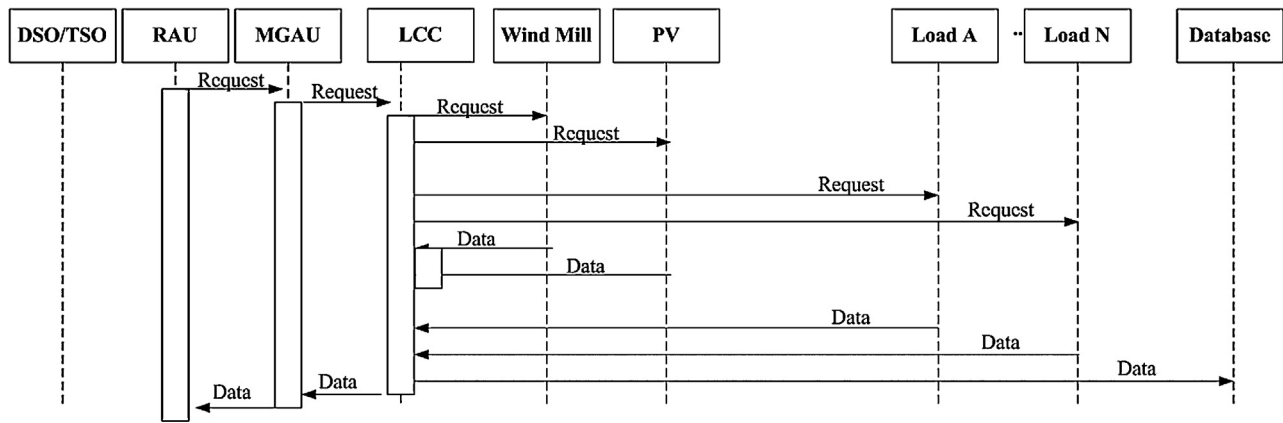 DSO/TSO RAU MGAU LCC Wind Mill PV Load A ·· Load N Database
Request
Request
Request
Request
Request
Request
Data
Data
Data
Data
Data
Data
Data